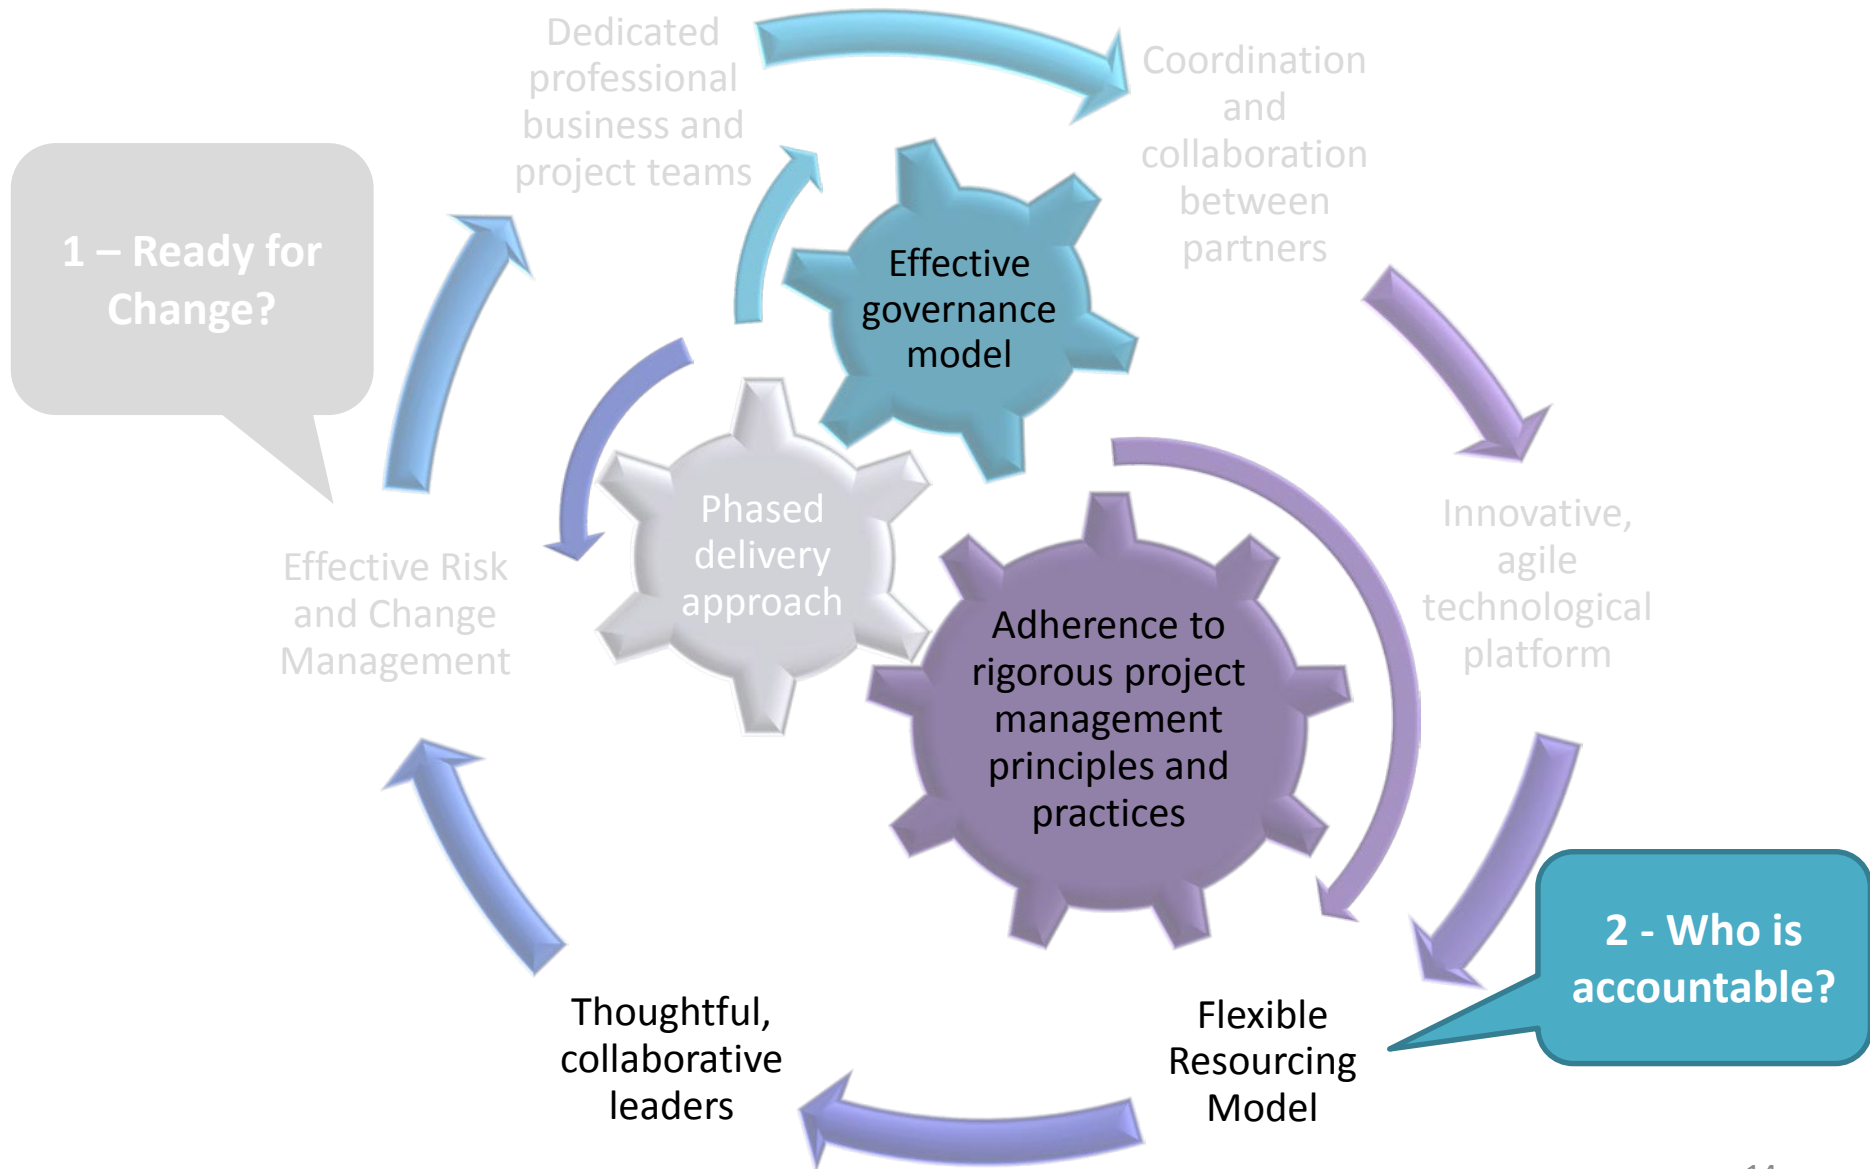 Dedicated
professional
business and
project teams
Coordination
and
collaboration
between
partners
1 – Ready for
Change?
Effective
governance
model
Phased
delivery
approach
Innovative,
agile
technological
platform
Effective Risk
and Change
Management
Adherence to
rigorous project
management
principles and
practices
2 - Who is
accountable?
Thoughtful,
collaborative
leaders
Flexible
Resourcing
Model
14